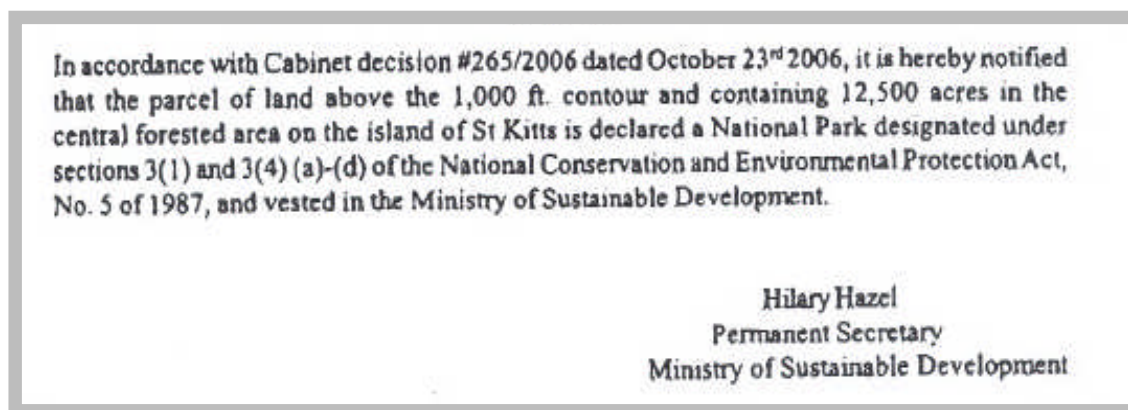 In accordance with Cabinet decision #265/2006 dated October 23rd 2006, it is hereby notified
that the parcel of land above the 1,000 ft. contour and containing 12,500 acres in the
central forested area on the island of St Kitts is declared a National Park designated under
sections 3(1) and 3(4) (a)-(d) of the National Conservation and Environmental Protection Act,
No. 5 of 1987, and vested in the Ministry of Sustainable Development.
Hilary Hazel
Permanent Secretary
Ministry of Sustainable Development